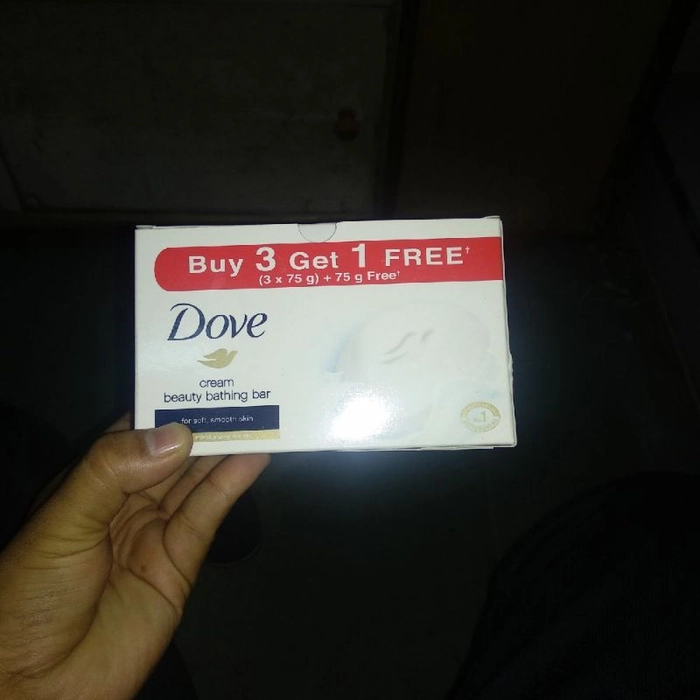 Buy 3 Get 1 FREE†
(3 x 75 g) + 75 g Free†
Dove
cream
beauty bathing bar
for soft, smooth skin